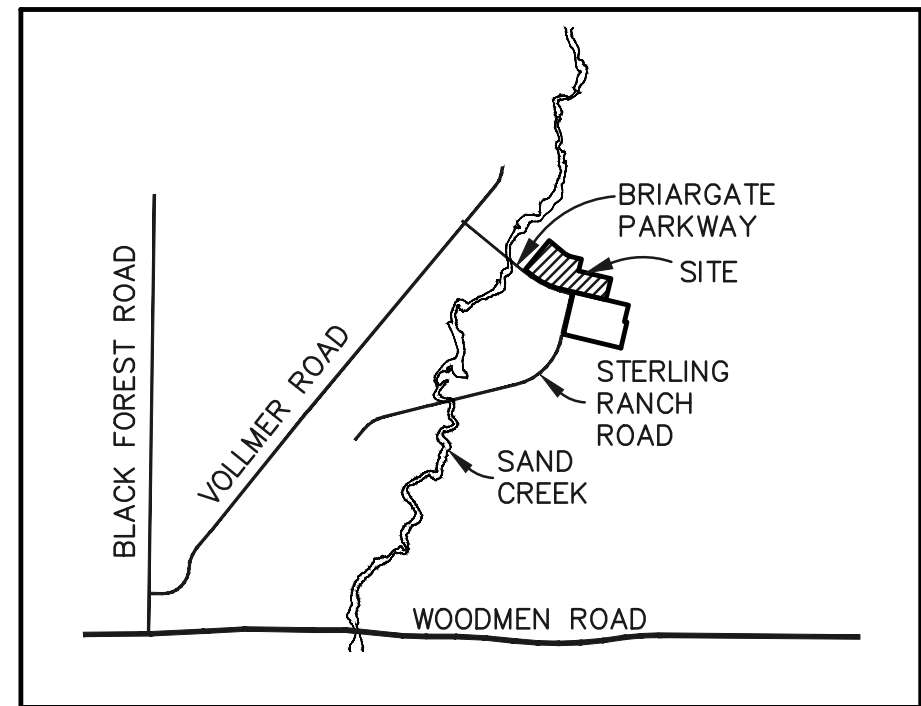 BRIARGATE
PARKWAY
SITE
BLACK FOREST ROAD
VOLLMER ROAD
STERLING
RANCH
ROAD
SAND
CREEK
WOODMEN ROAD